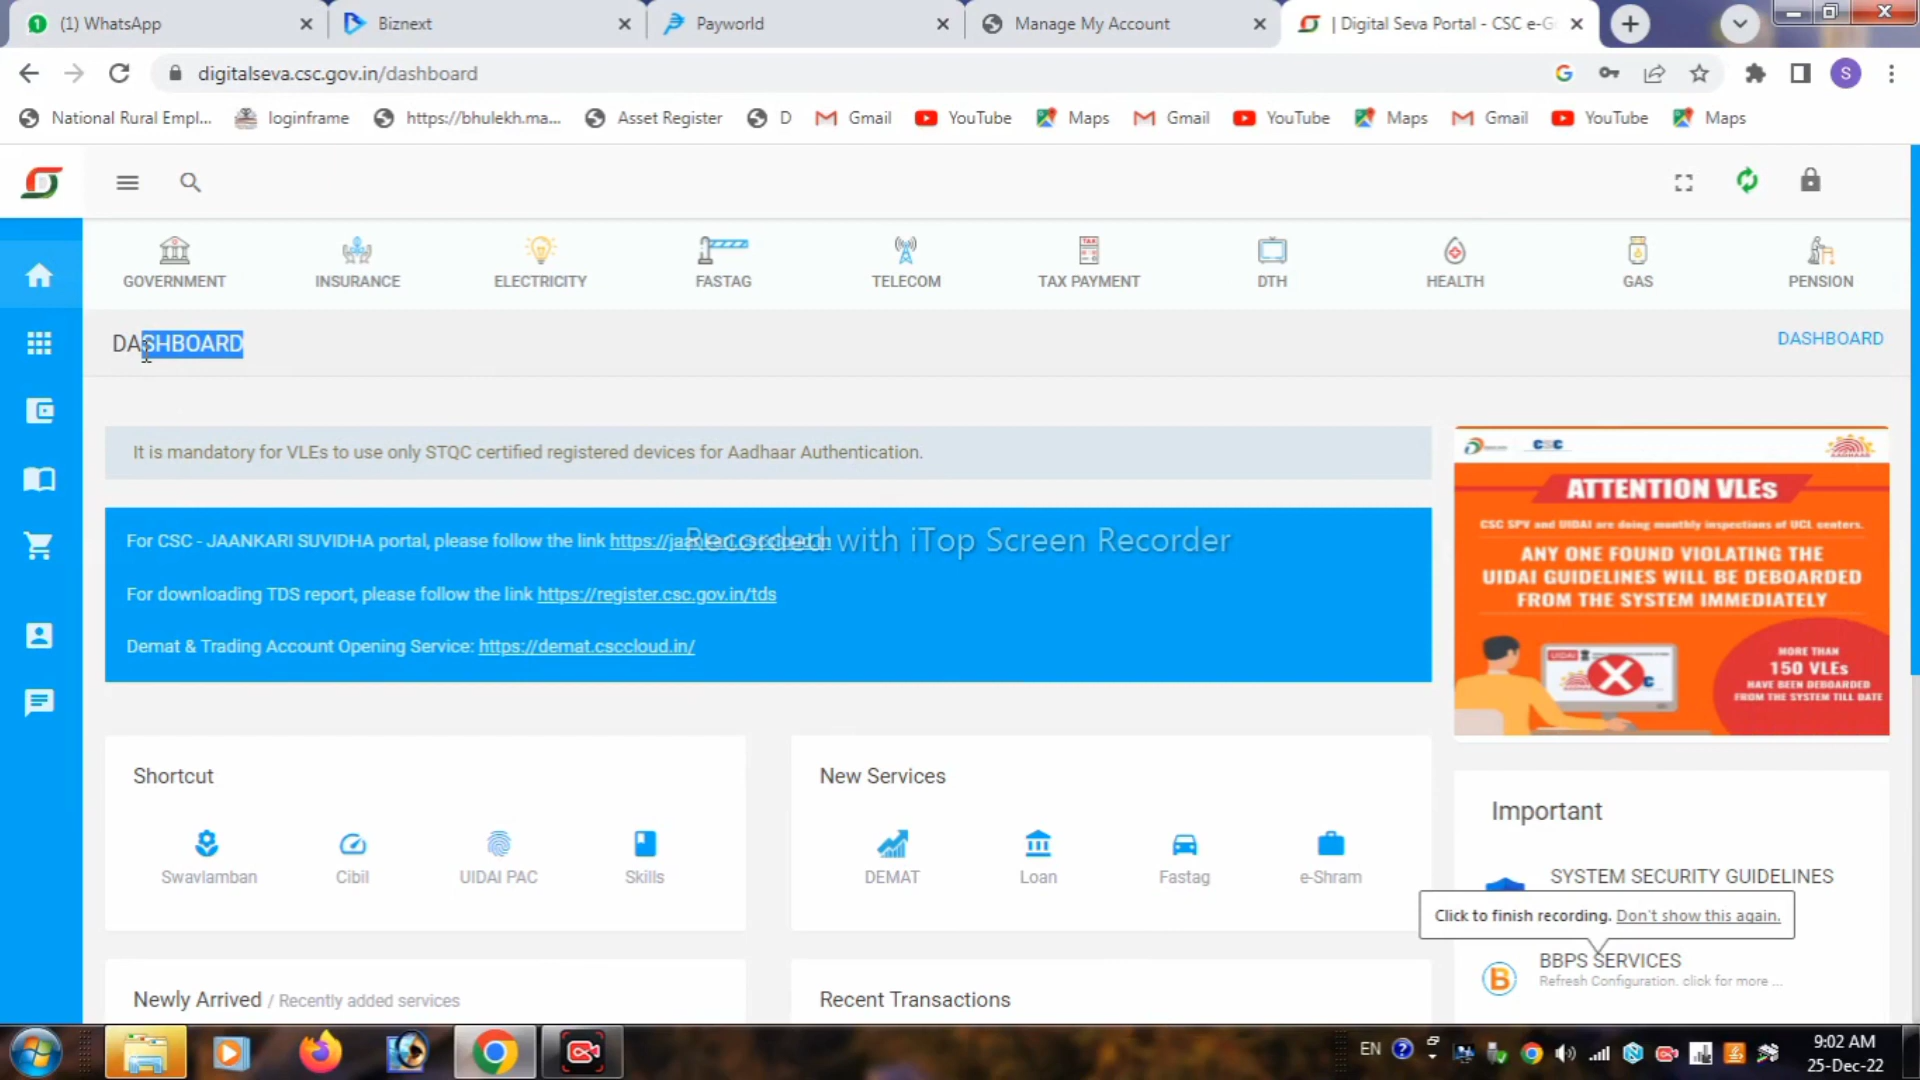 (1) WhatsApp
Biznext
Payworld
Manage My Account
| Digital Seva Portal - CSC e-G
digitalseva.csc.gov.in/dashboard
S
National Rural Empl...
loginframe
https://bhulekh.ma...
Asset Register
D
Gmail
YouTube
Maps
Gmail
YouTube
Maps
Gmail
YouTube
Maps
GOVERNMENT
INSURANCE
ELECTRICITY
FASTAG
TELECOM
TAX PAYMENT
DTH
HEALTH
GAS
PENSION
DASHBOARD
DASHBOARD
It is mandatory for VLEs to use only STQC certified registered devices for Aadhaar Authentication.
For CSC - JAANKARI SUVIDHA portal, please follow the link https://jaankari.csccloud.in
Recorded with iTop Screen Recorder
For downloading TDS report, please follow the link https://register.csc.gov.in/tds
Demat & Trading Account Opening Service: https://demat.csccloud.in/
CSC
AADHAAR
ATTENTION VLEs
CSC SPV and UIDAI are doing monthly inspections of UCL centers.
ANY ONE FOUND VIOLATING THE
UIDAI GUIDELINES WILL BE DEBOARDED
FROM THE SYSTEM IMMEDIATELY
MORE THAN
150 VLEs
HAVE BEEN DEBOARDED
FROM THE SYSTEM TILL DATE
Shortcut
Swavlamban
Cibil
UIDAI PAC
Skills
New Services
DEMAT
Loan
Fastag
e-Shram
Important
SYSTEM SECURITY GUIDELINES
Click to finish recording. Don't show this again.
BBPS SERVICES
Refresh Configuration. click for more ...
Newly Arrived / Recently added services
Recent Transactions
EN
9:02 AM
25-Dec-22